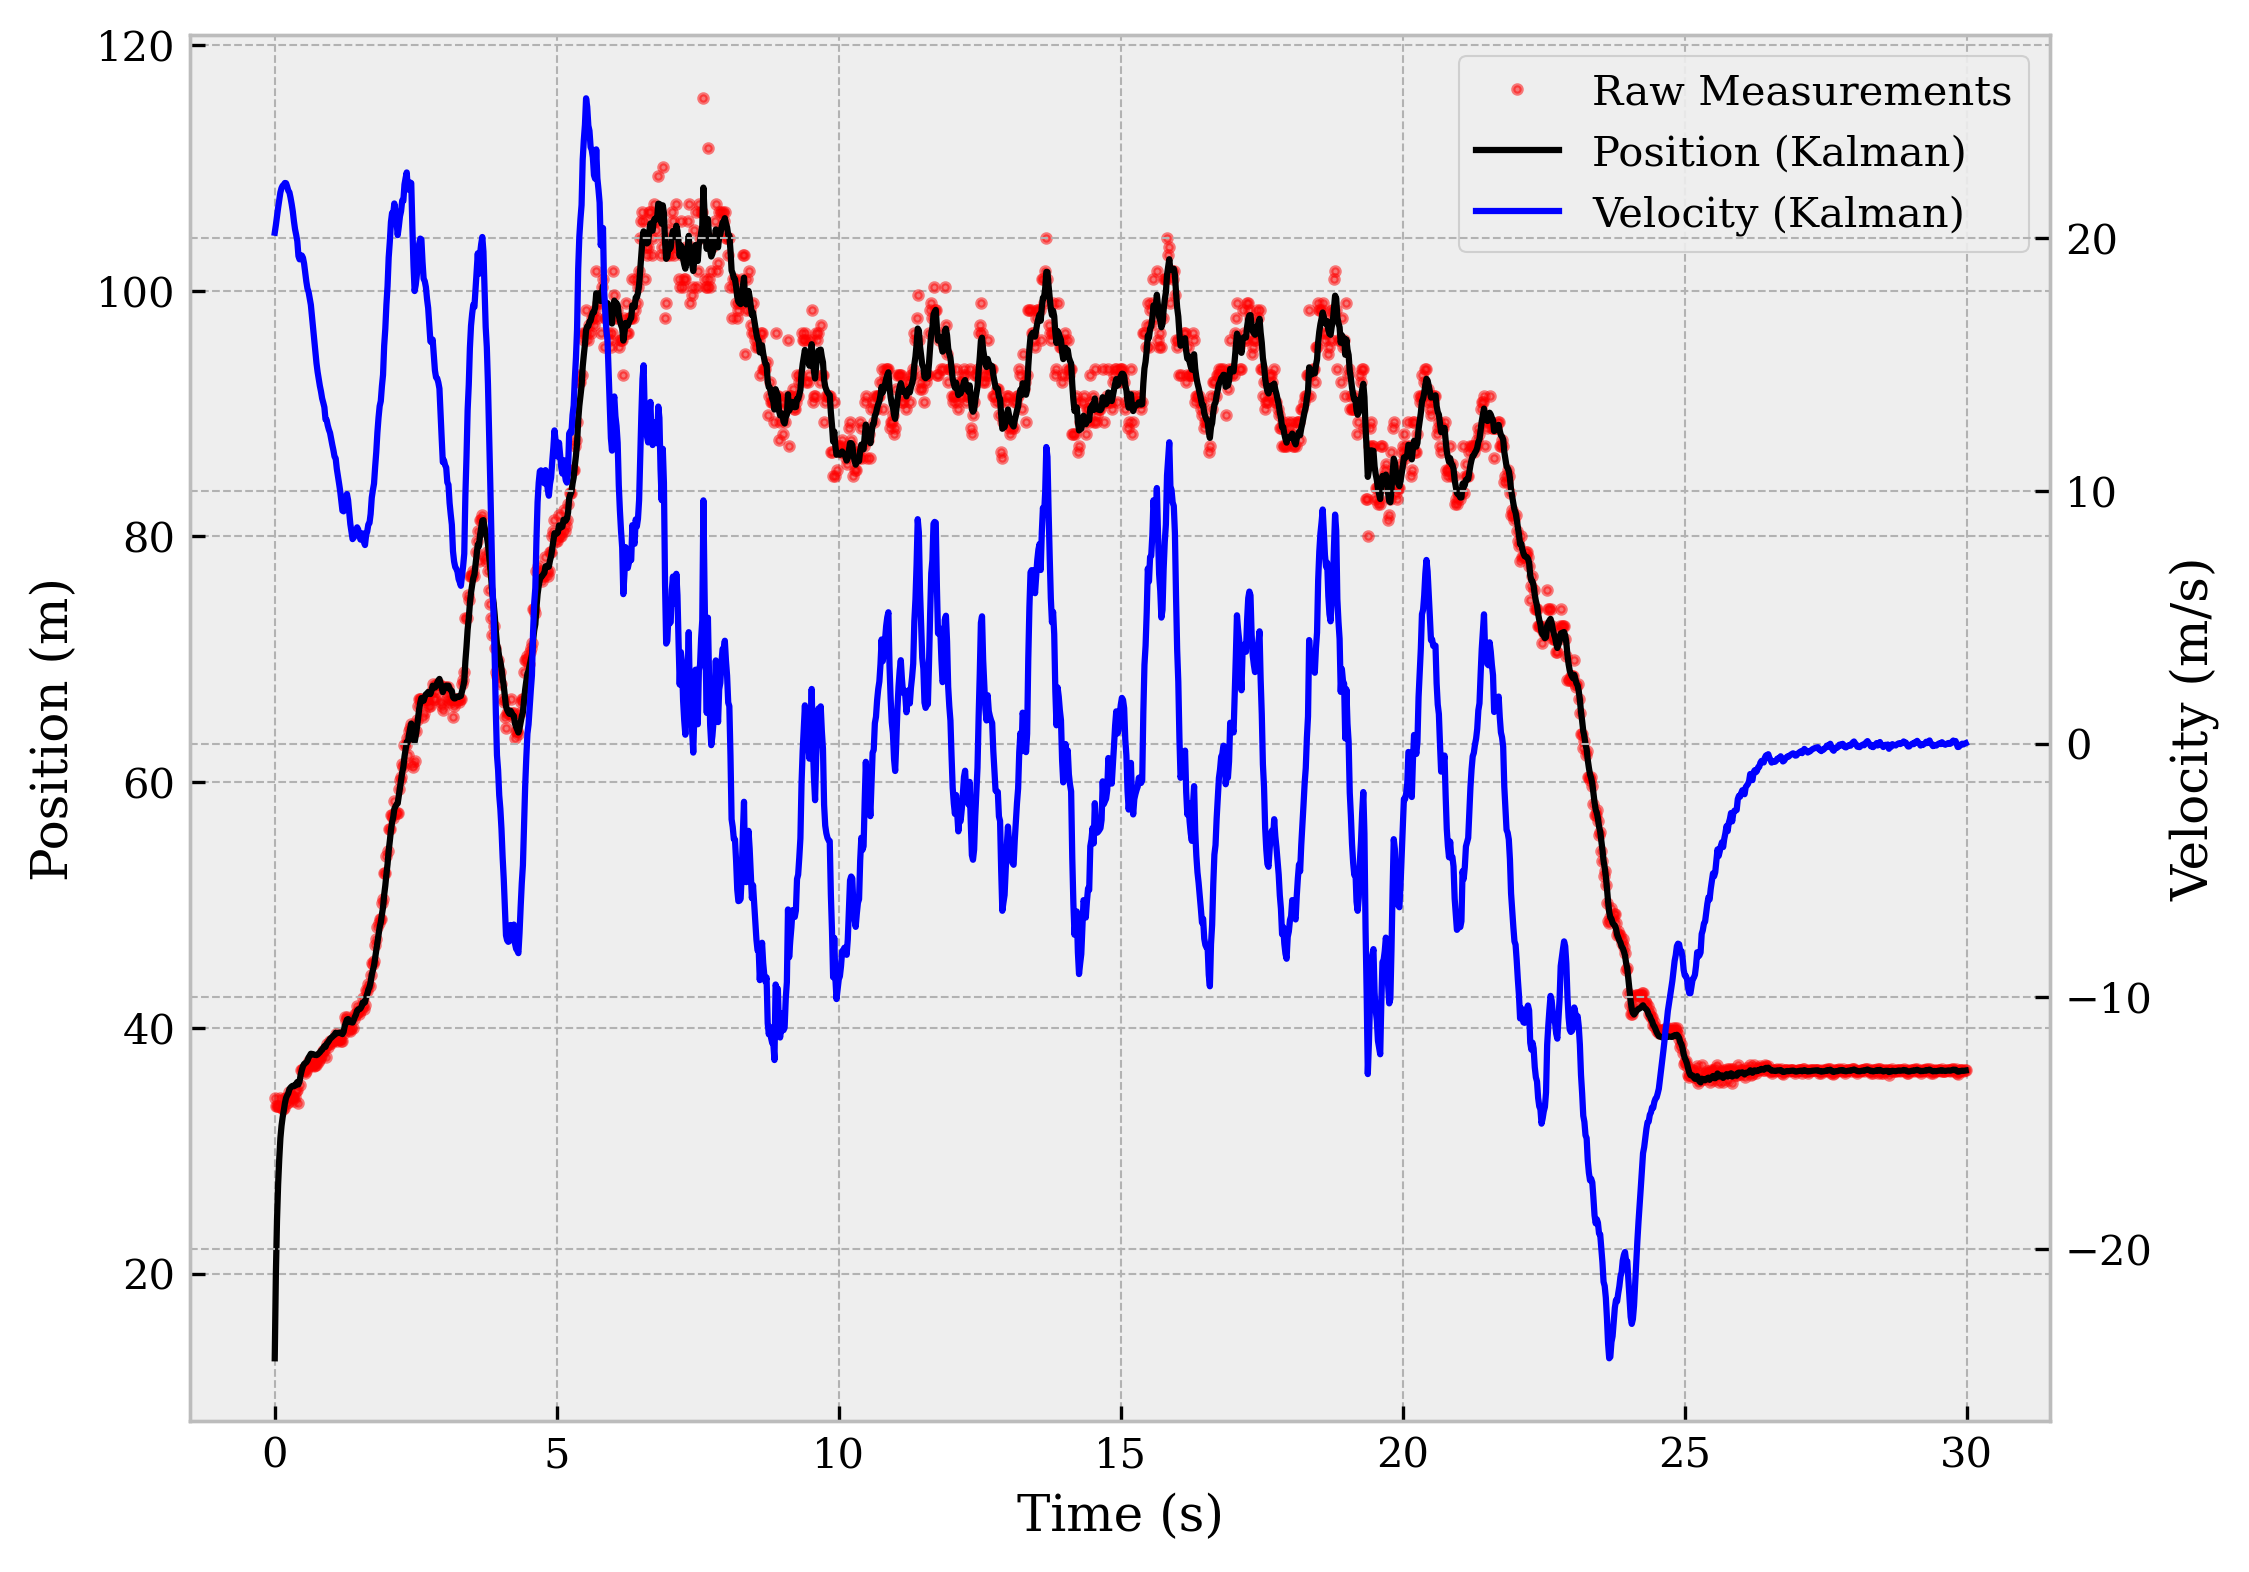 Raw Measurements
Position (Kalman)
Velocity (Kalman)
120
100
80
60
40
20
Position (m)
20
10
0
−10
−20
Velocity (m/s)
0 5 10 15 20 25 30
Time (s)